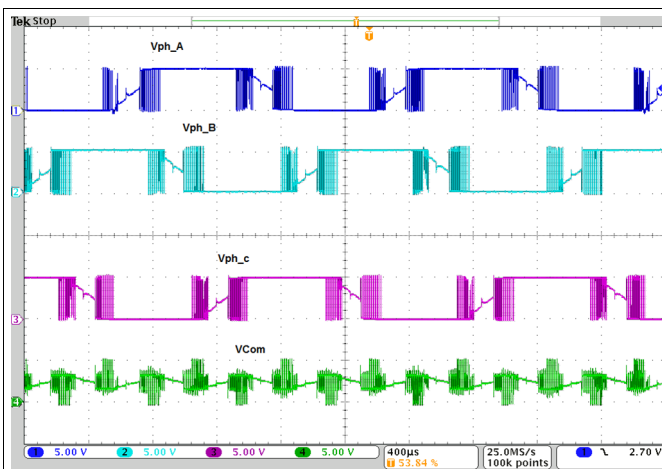 Tek Stop
T
Vph_A
1
Vph_B
2
Vph_c
3
VCom
4
1 5.00 V 2 5.00 V 3 5.00 V 4 5.00 V 400µs 25.0MS/s 1 2.70 V
T 53.84 % 100k points